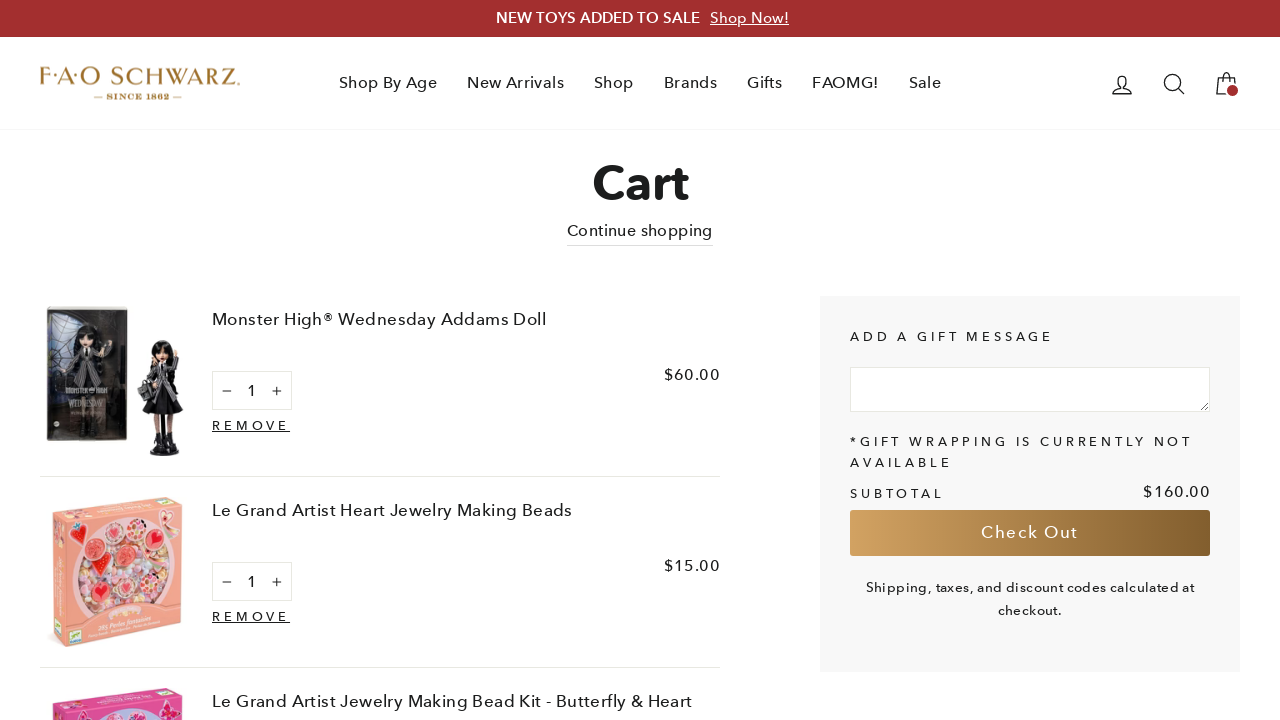 NEW TOYS ADDED TO SALE Shop Now!
F·A·O SCHWARZ.
— SINCE 1862 —
Shop By Age New Arrivals Shop Brands Gifts FAOMG! Sale
Cart
Continue shopping
Monster High® Wednesday Addams Doll
− 1 +
$60.00
REMOVE
Le Grand Artist Heart Jewelry Making Beads
− 1 +
$15.00
REMOVE
Le Grand Artist Jewelry Making Bead Kit - Butterfly & Heart
ADD A GIFT MESSAGE
*GIFT WRAPPING IS CURRENTLY NOT
AVAILABLE
SUBTOTAL $160.00
Check Out
Shipping, taxes, and discount codes calculated at
checkout.